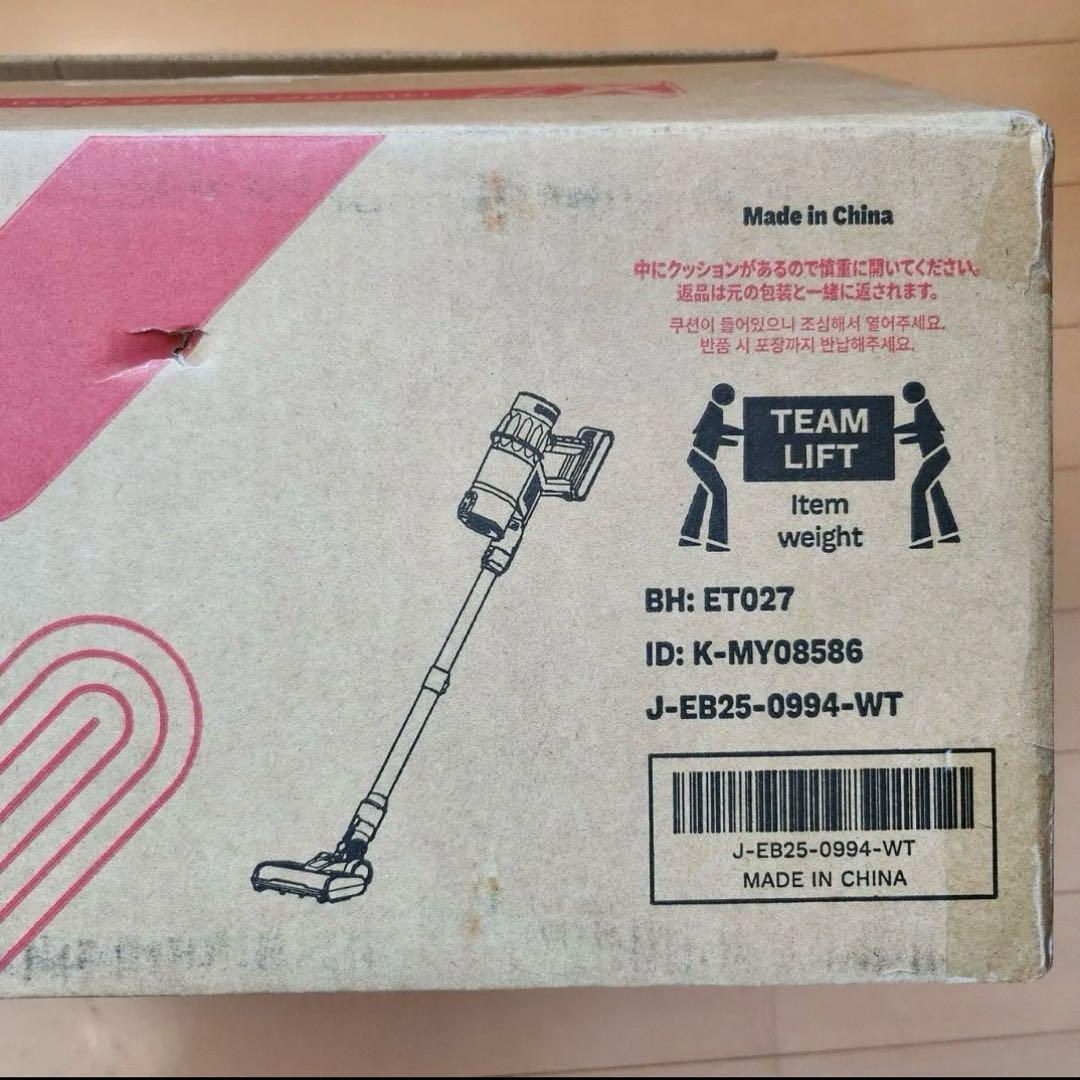 Made in China
中にクッションがあるので慎重に開いてください。
返品は元の包装と一緒に返されます。
쿠션이 들어있으니 조심해서 열어주세요.
반품 시 포장까지 반납해주세요.
TEAM
LIFT
Item
weight
BH: ET027
ID: K-MY08586
J-EB25-0994-WT
J-EB25-0994-WT
MADE IN CHINA